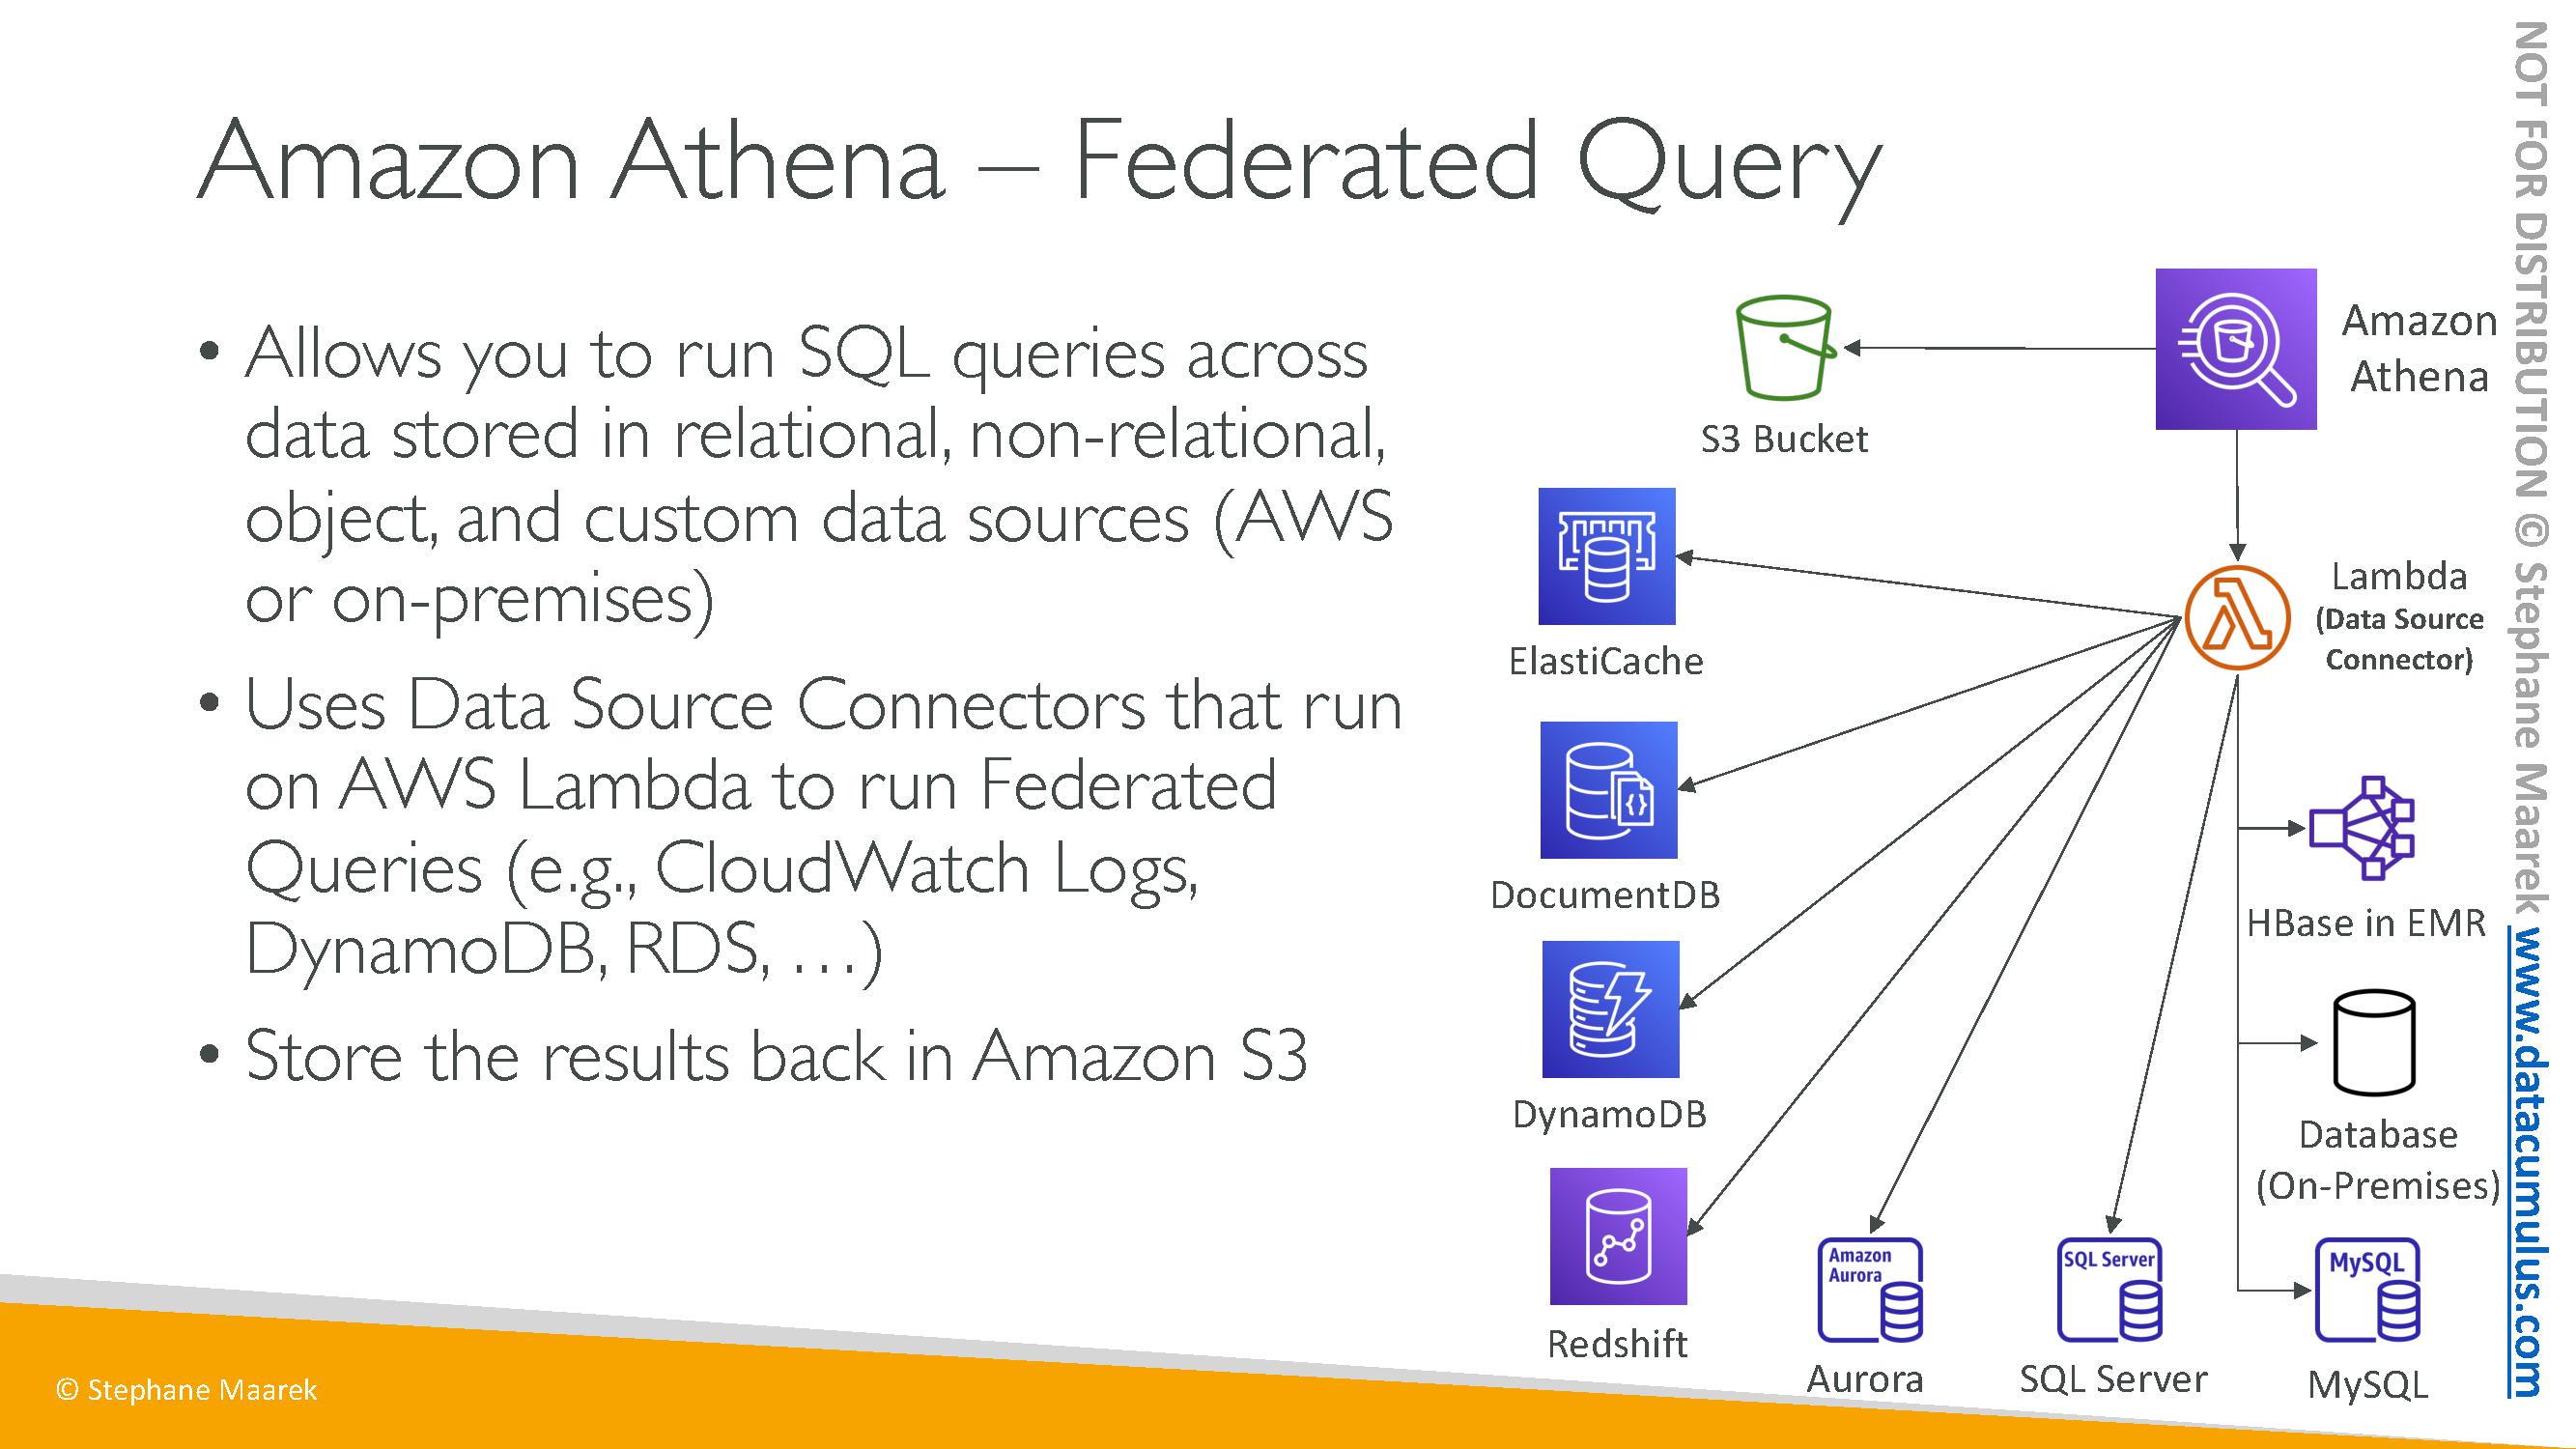 Amazon Athena – Federated Query
• Allows you to run SQL queries across
data stored in relational, non-relational,
object, and custom data sources (AWS
or on-premises)
• Uses Data Source Connectors that run
on AWS Lambda to run Federated
Queries (e.g., CloudWatch Logs,
DynamoDB, RDS, …)
• Store the results back in Amazon S3
Amazon
Athena
S3 Bucket
Lambda
(Data Source
Connector)
ElastiCache
DocumentDB
HBase in EMR
DynamoDB
Database
(On-Premises)
Redshift
Amazon
Aurora
Aurora
SQL Server
SQL Server
MySQL
MySQL
© Stephane Maarek
NOT FOR DISTRIBUTION © Stephane Maarek www.datacumulus.com